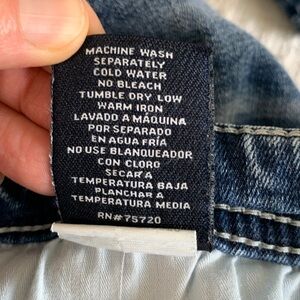 MACHINE WASH
SEPARATELY
COLD WATER
NO BLEACH
TUMBLE DRY LOW
WARM IRON
LAVADO A MÁQUINA
POR SEPARADO
EN AGUA FRÍA
NO USE BLANQUEADOR
CON CLORO
SECAR A
TEMPERATURA BAJA
PLANCHAR A
TEMPERATURA MEDIA
RN#75720